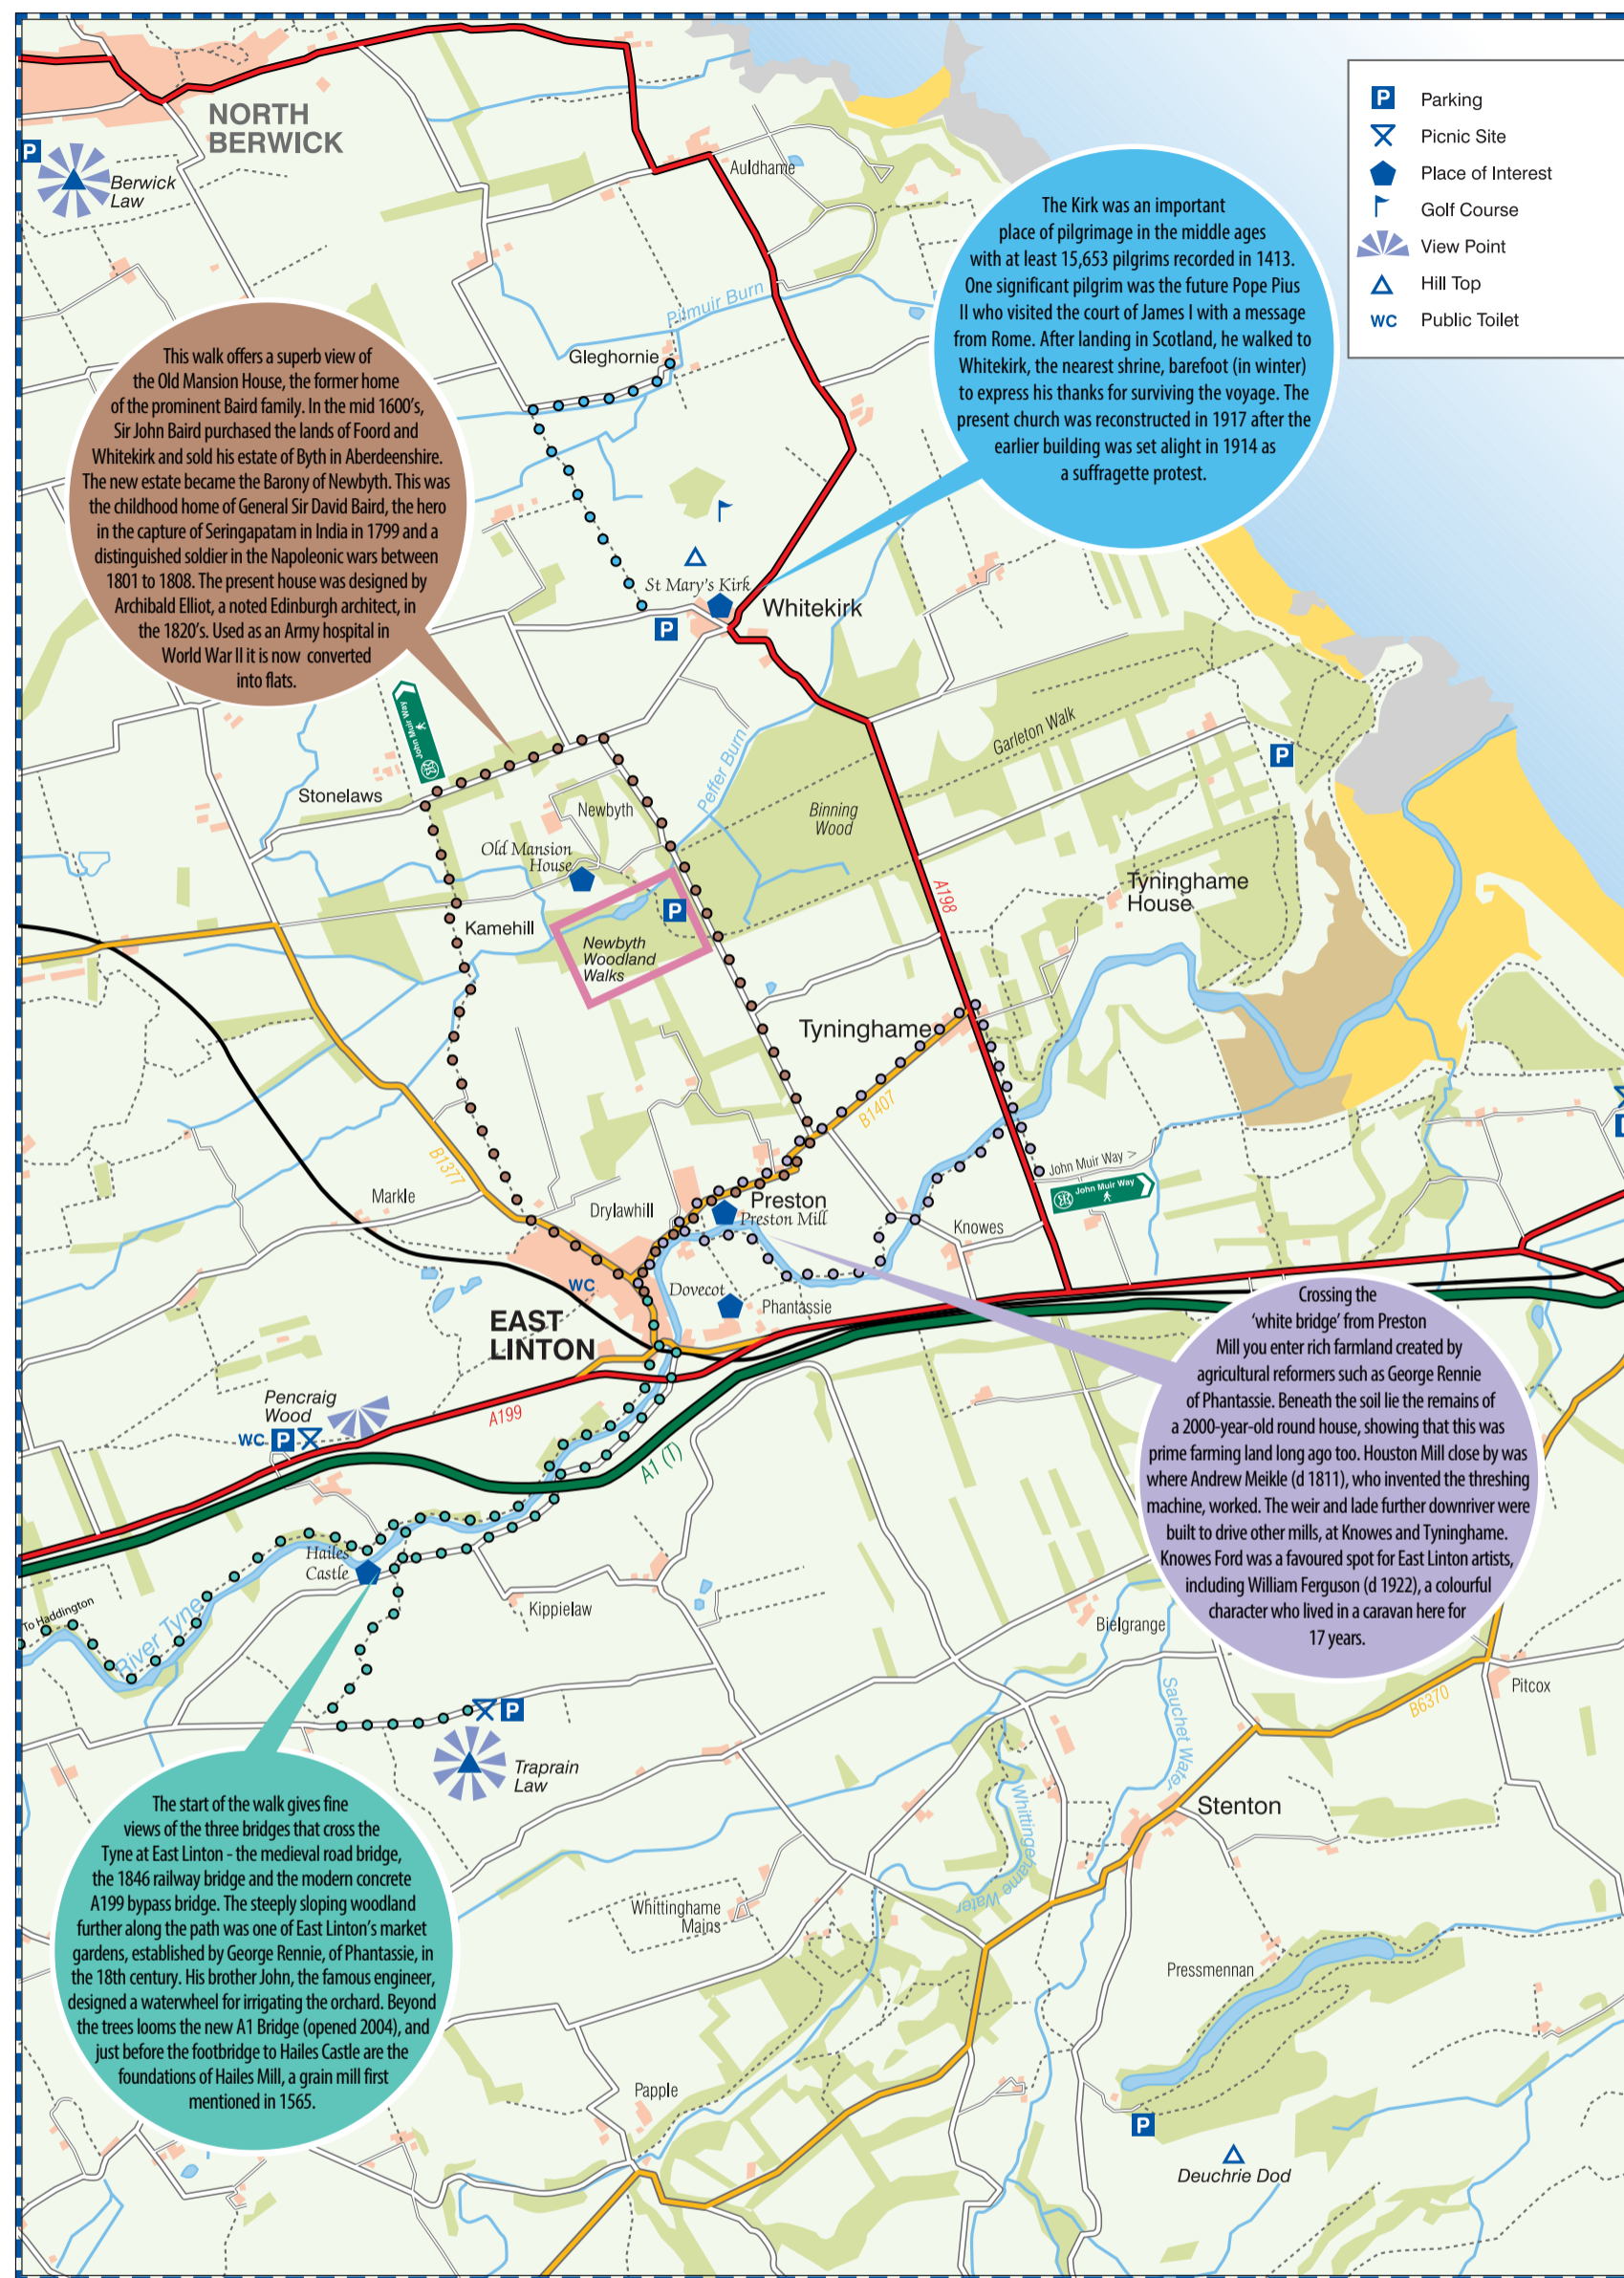 NORTH
BERWICK
P
Berwick
Law
Auldhame
P Parking
Picnic Site
Place of Interest
Golf Course
View Point
Hill Top
WC Public Toilet
The Kirk was an important
place of pilgrimage in the middle ages
with at least 15,653 pilgrims recorded in 1413.
One significant pilgrim was the future Pope Pius
II who visited the court of James I with a message
from Rome. After landing in Scotland, he walked to
Whitekirk, the nearest shrine, barefoot (in winter)
to express his thanks for surviving the voyage. The
present church was reconstructed in 1917 after the
earlier building was set alight in 1914 as
a suffragette protest.
Pilmuir Burn
Gleghornie
This walk offers a superb view of
the Old Mansion House, the former home
of the prominent Baird family. In the mid 1600's,
Sir John Baird purchased the lands of Foord and
Whitekirk and sold his estate of Byth in Aberdeenshire.
The new estate became the Barony of Newbyth. This was
the childhood home of General Sir David Baird, the hero
in the capture of Seringapatam in India in 1799 and a
distinguished soldier in the Napoleonic wars between
1801 to 1808. The present house was designed by
Archibald Elliot, a noted Edinburgh architect, in
the 1820's. Used as an Army hospital in
World War II it is now converted
into flats.
St Mary's Kirk
Whitekirk
P
John Muir Way
Garleton Walk
P
Peffer Burn
Stonelaws
Newbyth
Binning
Wood
Old Mansion
House
A198
Tyninghame
House
P
Kamehill
Newbyth
Woodland
Walks
Tyninghame
B1407
B1377
John Muir Way >
John Muir Way
Markle
Drylawhill
Preston
Preston Mill
Knowes
WC
Dovecot
Phantassie
EAST
LINTON
Crossing the
'white bridge' from Preston
Mill you enter rich farmland created by
agricultural reformers such as George Rennie
of Phantassie. Beneath the soil lie the remains of
a 2000-year-old round house, showing that this was
prime farming land long ago too. Houston Mill close by was
where Andrew Meikle (d 1811), who invented the threshing
machine, worked. The weir and lade further downriver were
built to drive other mills, at Knowes and Tyninghame.
Knowes Ford was a favoured spot for East Linton artists,
including William Ferguson (d 1922), a colourful
character who lived in a caravan here for
17 years.
Pencraig
Wood
WC P
A199
A1 (T)
Hailes
Castle
To Haddington
River Tyne
Kippielaw
Bielgrange
Pitcox
B6370
Sauchet Water
P
Traprain
Law
Whittingehame Water
Stenton
The start of the walk gives fine
views of the three bridges that cross the
Tyne at East Linton - the medieval road bridge,
the 1846 railway bridge and the modern concrete
A199 bypass bridge. The steeply sloping woodland
further along the path was one of East Linton's market
gardens, established by George Rennie, of Phantassie, in
the 18th century. His brother John, the famous engineer,
designed a waterwheel for irrigating the orchard. Beyond
the trees looms the new A1 Bridge (opened 2004), and
just before the footbridge to Hailes Castle are the
foundations of Hailes Mill, a grain mill first
mentioned in 1565.
Whittinghame
Mains
Pressmennan
Papple
P
Deuchrie Dod